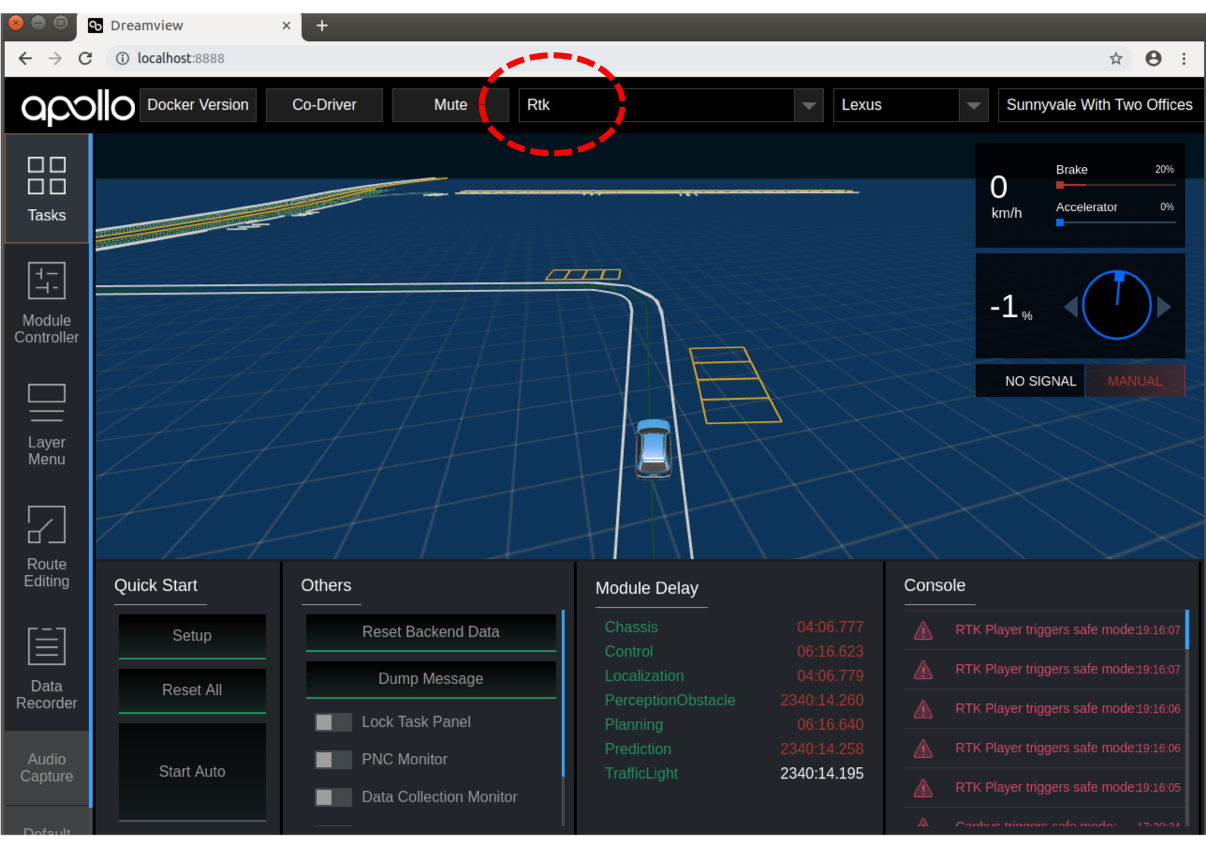 Dreamview
localhost:8888
apollo
Docker Version
Co-Driver
Mute
Rtk
Lexus
Sunnyvale With Two Offices
Tasks
Module
Controller
Layer
Menu
Route
Editing
Data
Recorder
Audio
Capture
Default
0
km/h
Brake 20%
Accelerator 0%
-1 %
NO SIGNAL
MANUAL
Quick Start
Setup
Reset All
Start Auto
Others
Reset Backend Data
Dump Message
Lock Task Panel
PNC Monitor
Data Collection Monitor
Module Delay
Chassis 04:06.777
Control 06:16.623
Localization 04:06.779
PerceptionObstacle 2340:14.260
Planning 06:16.640
Prediction 2340:14.258
TrafficLight 2340:14.195
Console
RTK Player triggers safe mode: 19:16:07
RTK Player triggers safe mode: 19:16:07
RTK Player triggers safe mode: 19:16:06
RTK Player triggers safe mode: 19:16:06
RTK Player triggers safe mode: 19:16:05